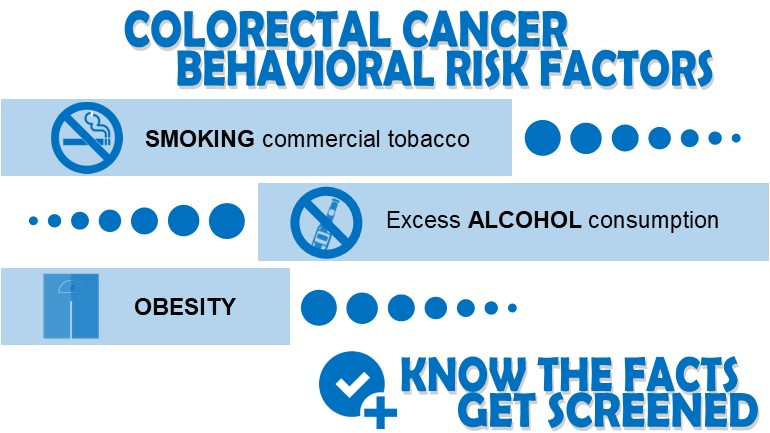 COLORECTAL CANCER
BEHAVIORAL RISK FACTORS
SMOKING commercial tobacco
Excess ALCOHOL consumption
OBESITY
KNOW THE FACTS
GET SCREENED